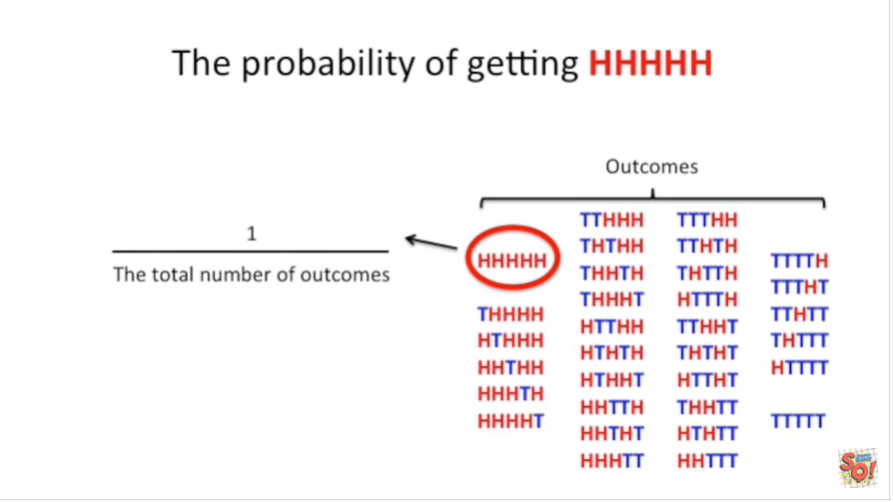 The probability of getting HHHHH
Outcomes
1
The total number of outcomes
HHHHH
THHHH
HTHHH
HHTHH
HHHTH
HHHHT
TTHHH
THTHH
THHTH
THHHT
HTTHH
HTHTH
HTHHT
HHTTH
HHTHT
HHHTT
TTTHH
TTHTH
THTTH
HTTTH
TTHHT
THTHT
HTTHT
THHTT
HTHTT
HHTTT
TTTTH
TTTHT
TTHTT
THTTT
HTTTT
TTTTT
SO!